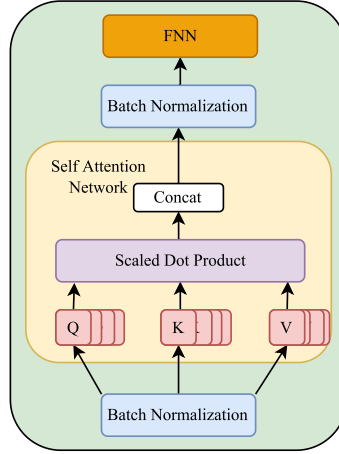 FNN
Batch Normalization
Self Attention
Network
Concat
Scaled Dot Product
Q
K
V
Batch Normalization